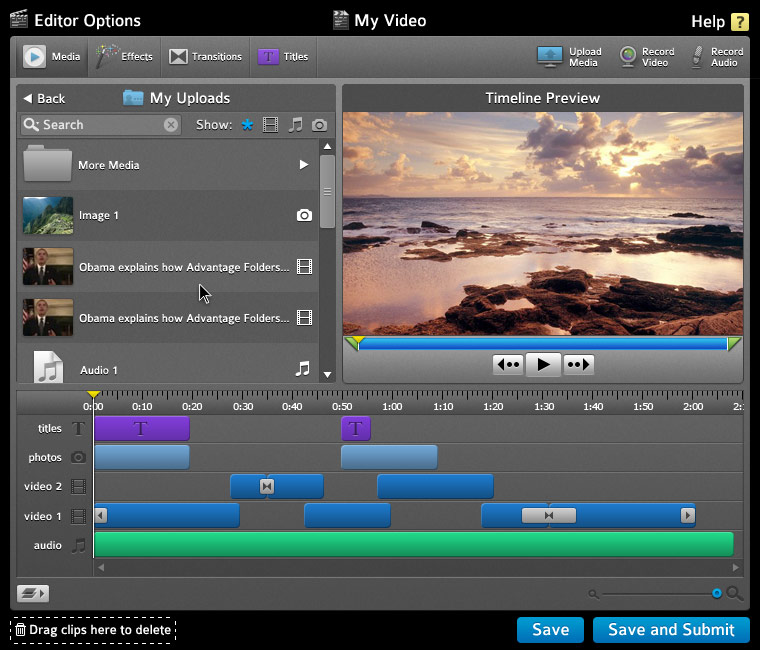 Editor Options
My Video
Help ?
Media
Effects
Transitions
T Titles
Upload Media
Record Video
Record Audio
Back
My Uploads
Timeline Preview
Search
Show:
More Media
Image 1
Obama explains how Advantage Folders...
Obama explains how Advantage Folders...
Audio 1
0:00 0:10 0:20 0:30 0:40 0:50 1:00 1:10 1:20 1:30 1:40 1:50 2:00 2:
titles T T T
photos
video 2
video 1
audio
Drag clips here to delete
Save
Save and Submit